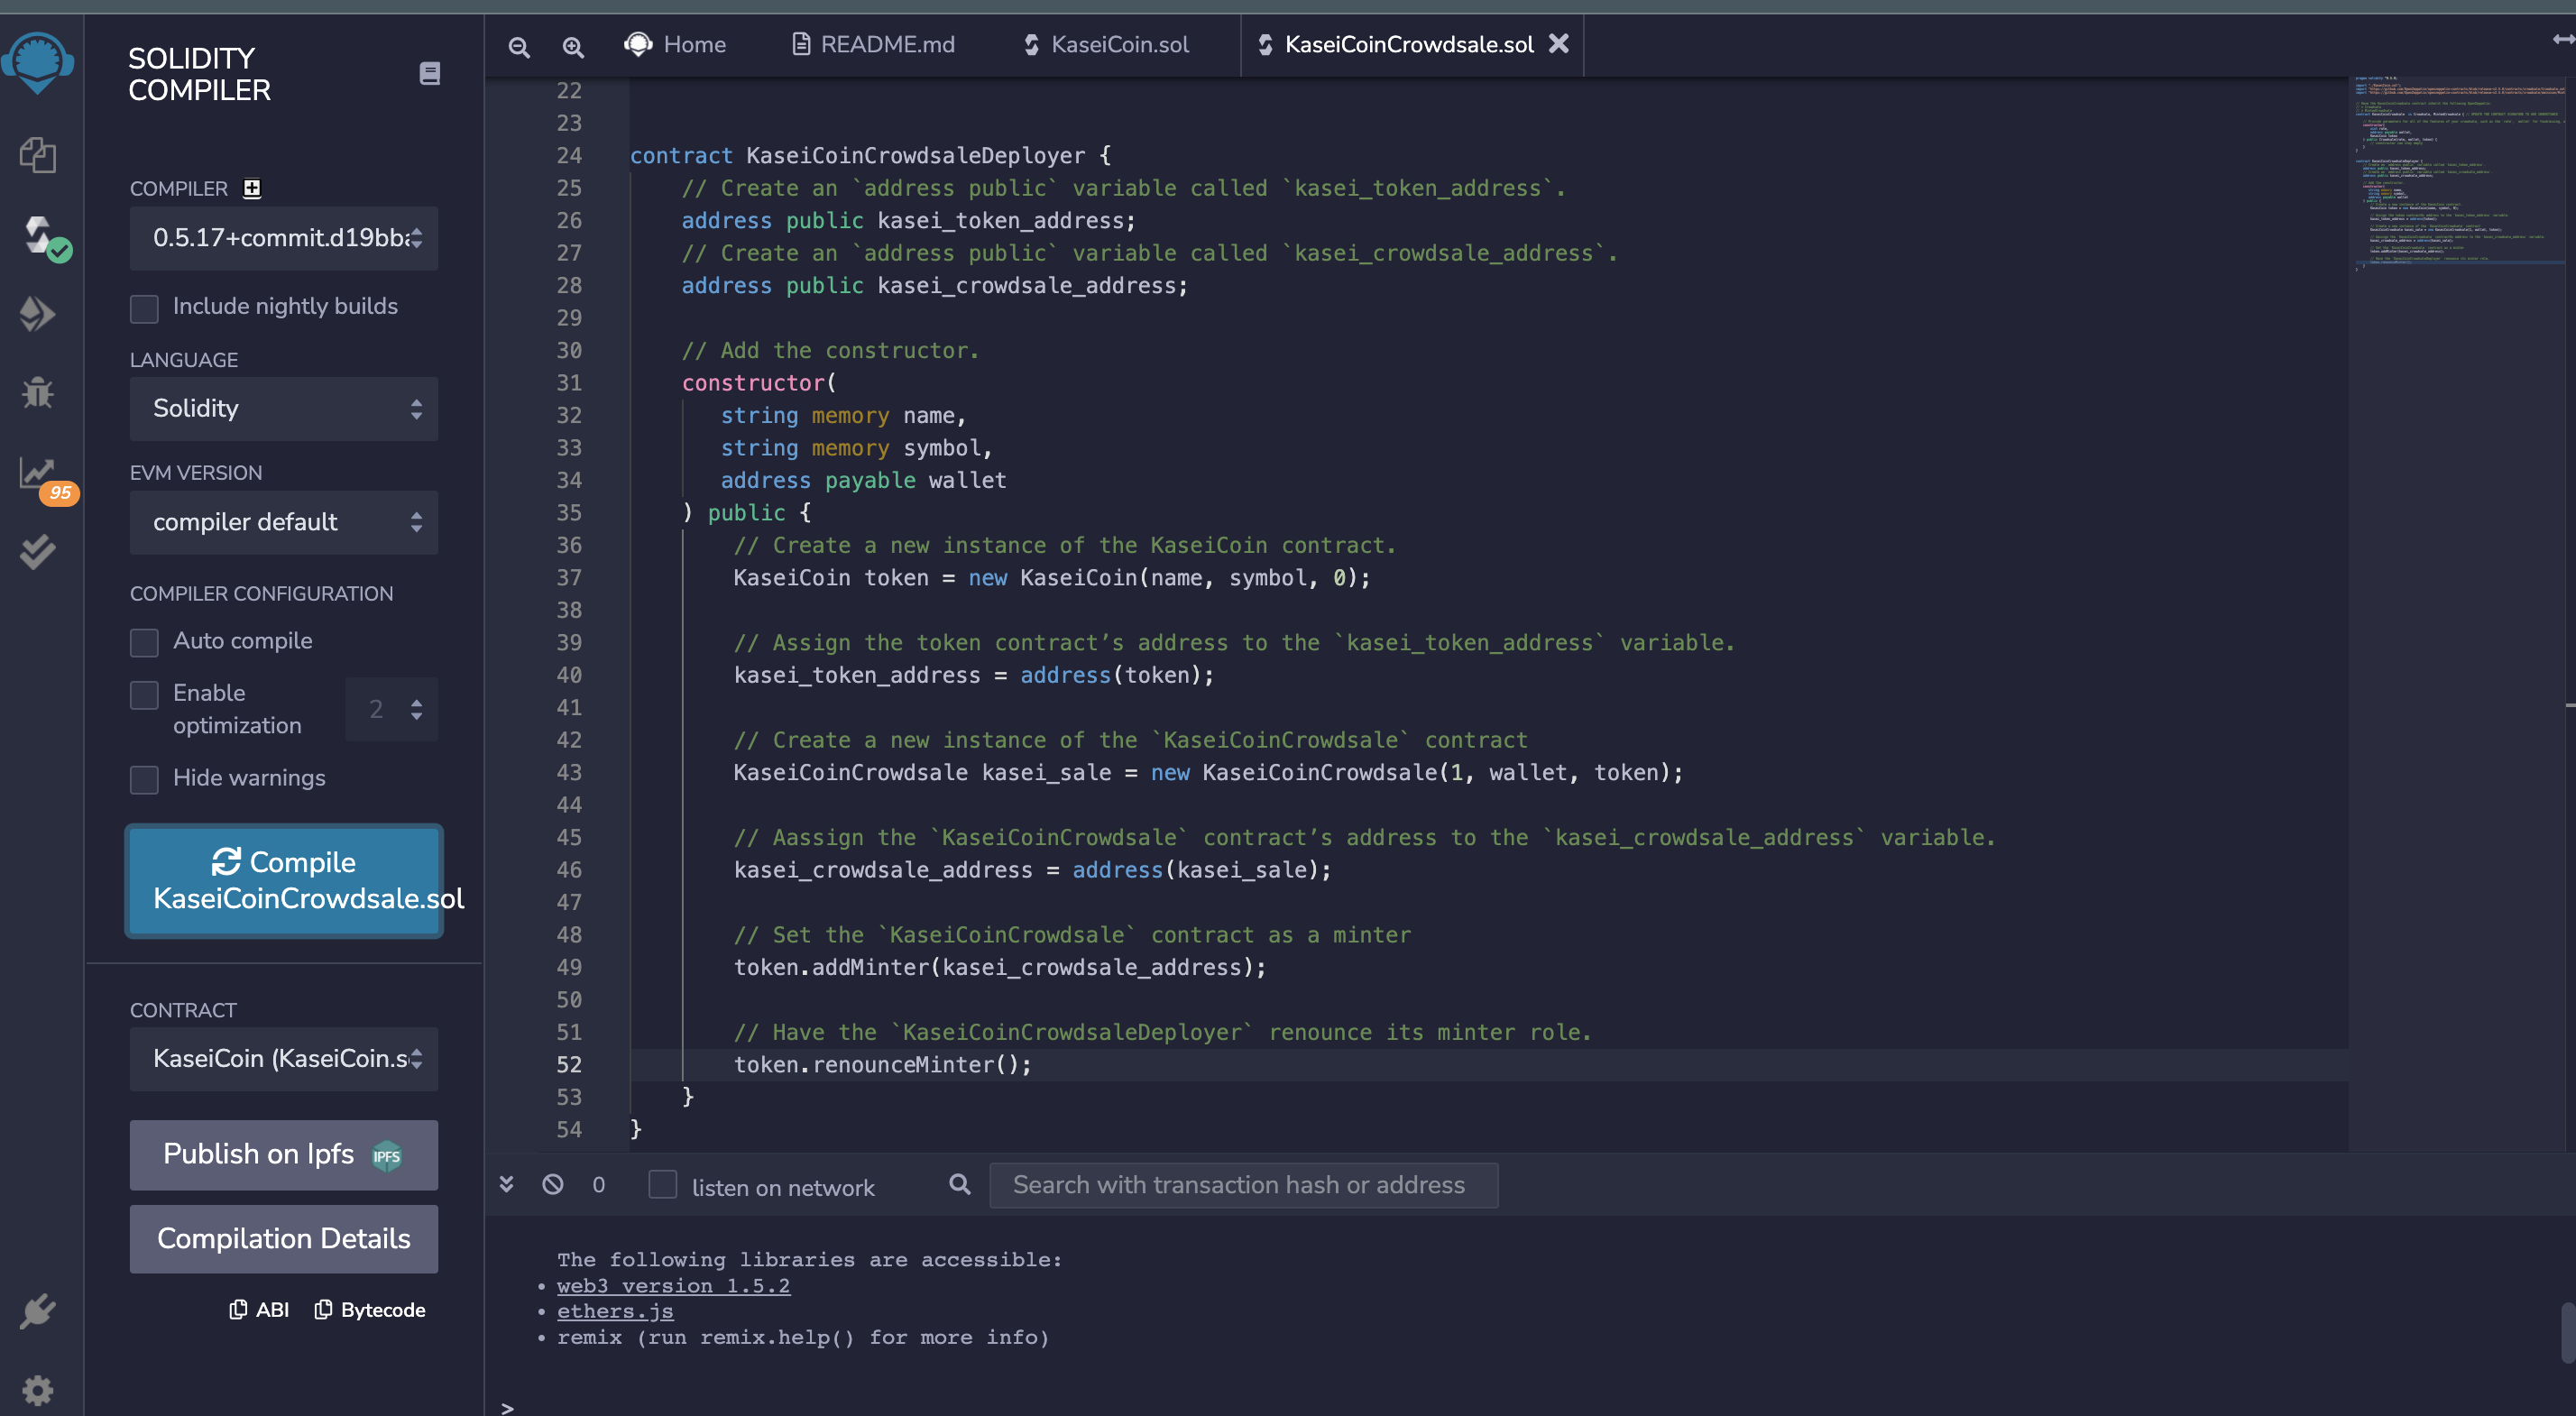 SOLIDITY
COMPILER
COMPILER
0.5.17+commit.d19bba
Include nightly builds
LANGUAGE
Solidity
EVM VERSION
compiler default
COMPILER CONFIGURATION
Auto compile
Enable
optimization
2
Hide warnings
Compile
KaseiCoinCrowdsale.sol
CONTRACT
KaseiCoin (KaseiCoin.s
Publish on Ipfs
IPFS
Compilation Details
ABI Bytecode
95
Home README.md KaseiCoin.sol KaseiCoinCrowdsale.sol
22
23
24 contract KaseiCoinCrowdsaleDeployer {
25 // Create an `address public` variable called `kasei_token_address`.
26 address public kasei_token_address;
27 // Create an `address public` variable called `kasei_crowdsale_address`.
28 address public kasei_crowdsale_address;
29
30 // Add the constructor.
31 constructor(
32 string memory name,
33 string memory symbol,
34 address payable wallet
35 ) public {
36 // Create a new instance of the KaseiCoin contract.
37 KaseiCoin token = new KaseiCoin(name, symbol, 0);
38
39 // Assign the token contract’s address to the `kasei_token_address` variable.
40 kasei_token_address = address(token);
41
42 // Create a new instance of the `KaseiCoinCrowdsale` contract
43 KaseiCoinCrowdsale kasei_sale = new KaseiCoinCrowdsale(1, wallet, token);
44
45 // Aassign the `KaseiCoinCrowdsale` contract’s address to the `kasei_crowdsale_address` variable.
46 kasei_crowdsale_address = address(kasei_sale);
47
48 // Set the `KaseiCoinCrowdsale` contract as a minter
49 token.addMinter(kasei_crowdsale_address);
50
51 // Have the `KaseiCoinCrowdsaleDeployer` renounce its minter role.
52 token.renounceMinter();
53 }
54 }
0 listen on network Search with transaction hash or address
The following libraries are accessible:
• web3 version 1.5.2
• ethers.js
• remix (run remix.help() for more info)
>